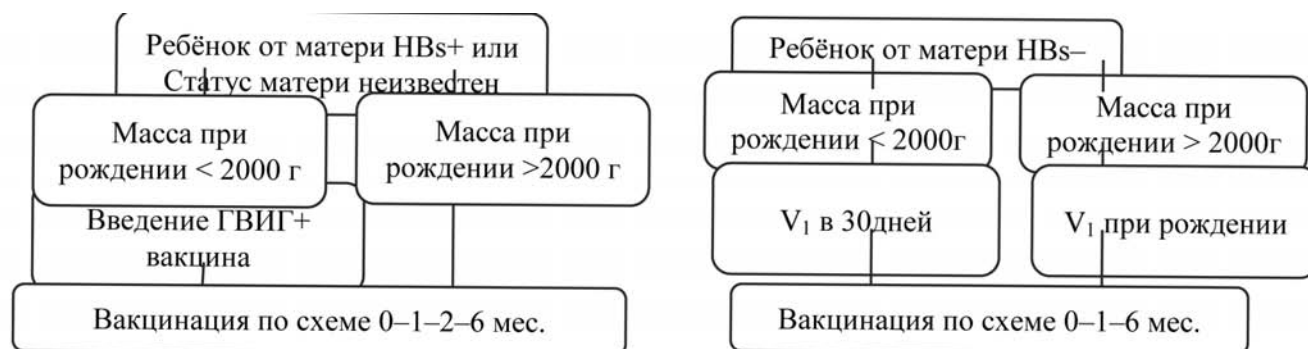 Ребёнок от матери HBs+ или
Статус матери неизвестен
Масса при
рождении < 2000 г
Масса при
рождении >2000 г
Введение ГВИГ+
вакцина
Вакцинация по схеме 0–1–2–6 мес.
Ребёнок от матери HBs–
Масса при
рождении < 2000г
Масса при
рождении > 2000г
V₁ в 30дней
V₁ при рождении
Вакцинация по схеме 0–1–6 мес.